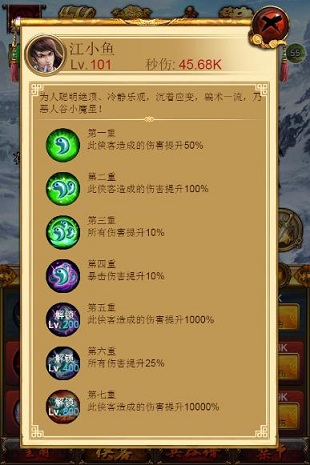 江小鱼
Lv.101 秒伤:45.68K
为人聪明绝顶、冷静乐观，沉着应变，骗术一流，乃
恶人谷小魔星!
第一重
此侠客造成的伤害提升50%
第二重
此侠客造成的伤害提升100%
第三重
所有伤害提升10%
第四重
暴击伤害提升10%
第五重
解锁
Lv.200
此侠客造成的伤害提升1000%
第六重
解锁
Lv.400
所有伤害提升25%
第七重
解锁
Lv.800
此侠客造成的伤害提升10000%